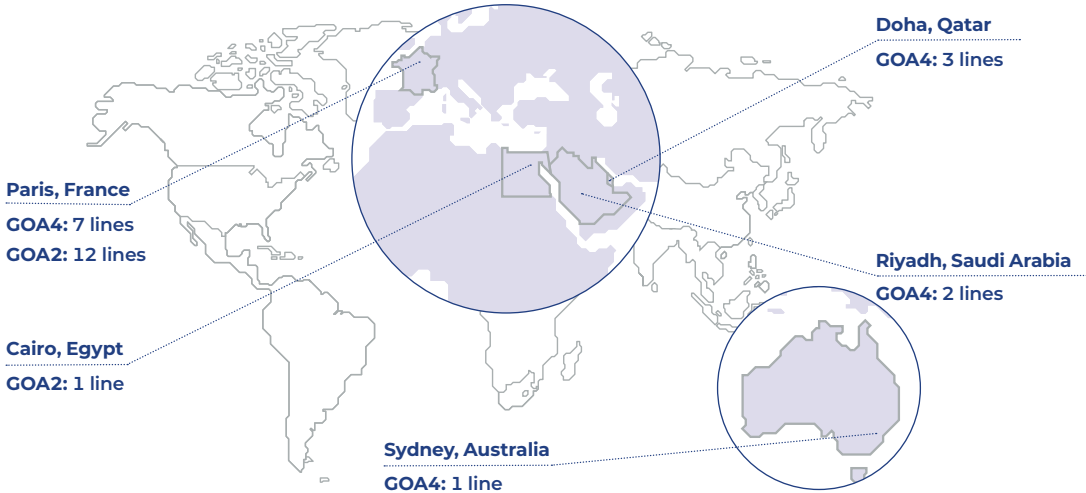 Doha, Qatar
GOA4: 3 lines
Paris, France
GOA4: 7 lines
GOA2: 12 lines
Riyadh, Saudi Arabia
GOA4: 2 lines
Cairo, Egypt
GOA2: 1 line
Sydney, Australia
GOA4: 1 line